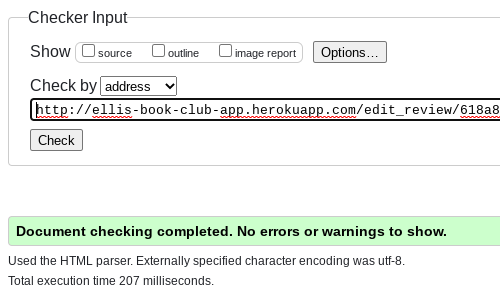 Checker Input
Show source outline image report Options...
Check by address
http://ellis-book-club-app.herokuapp.com/edit_review/618a8
Check
Document checking completed. No errors or warnings to show.
Used the HTML parser. Externally specified character encoding was utf-8.
Total execution time 207 milliseconds.